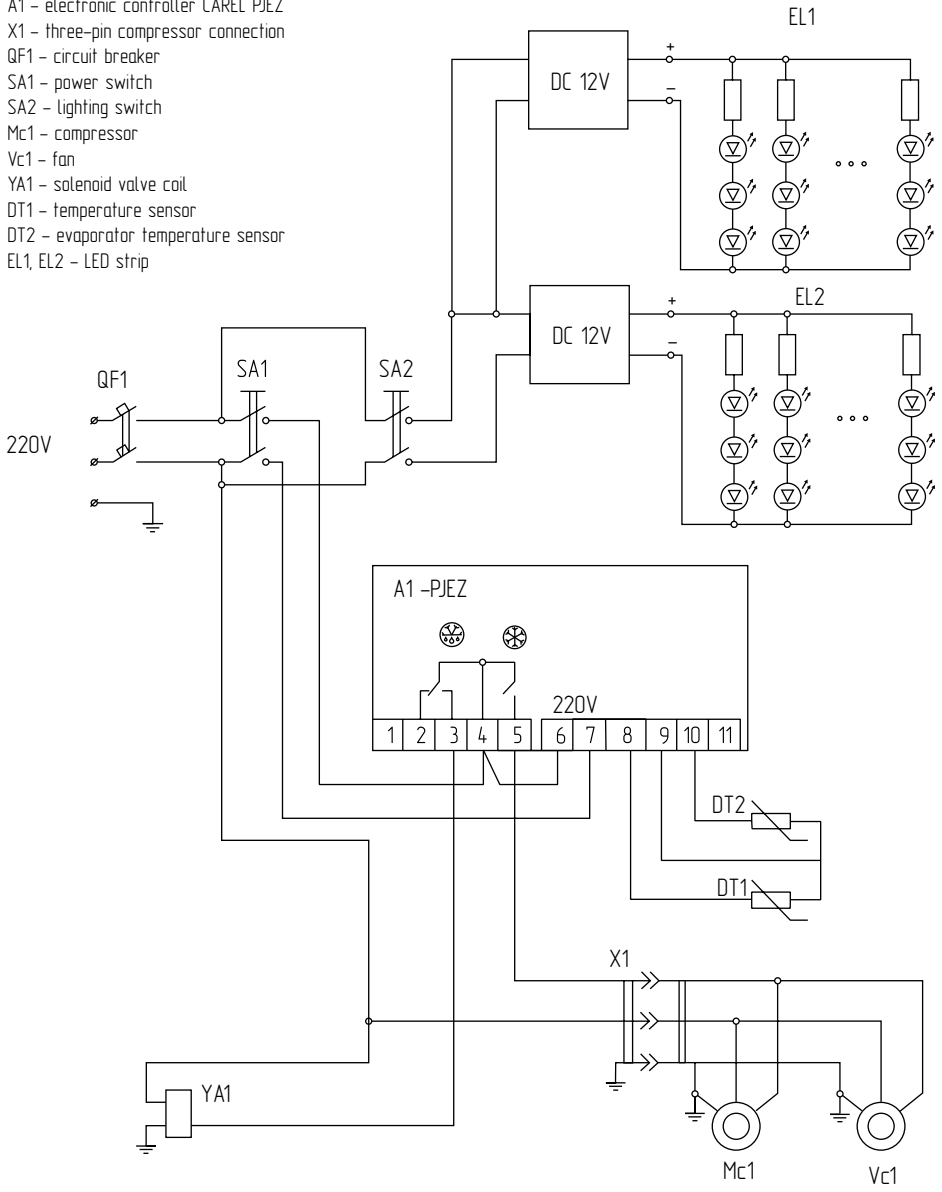 A1 – electronic controller CAREL PJEZ
X1 – three-pin compressor connection
QF1 – circuit breaker
SA1 – power switch
SA2 – lighting switch
Mc1 – compressor
Vc1 – fan
YA1 – solenoid valve coil
DT1 – temperature sensor
DT2 – evaporator temperature sensor
EL1, EL2 – LED strip
EL1
DC 12V
+
–
EL2
DC 12V
+
–
QF1
SA1
SA2
220V
A1 –PJEZ
220V
1 2 3 4 5 6 7 8 9 10 11
DT2
DT1
X1
YA1
Mc1
Vc1